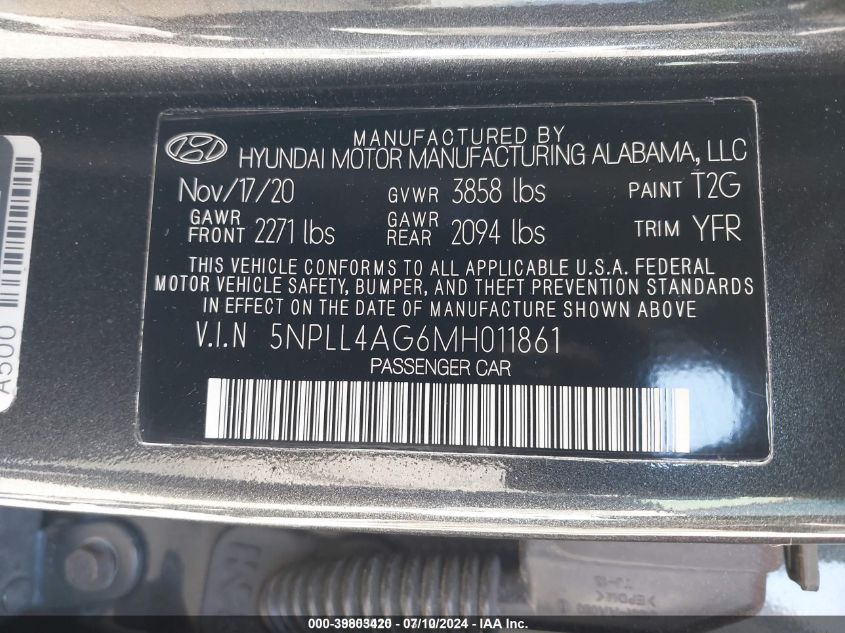 MANUFACTURED BY
HYUNDAI MOTOR MANUFACTURING ALABAMA, LLC
Nov/17/20 GVWR 3858 lbs PAINT T2G
GAWR FRONT 2271 lbs GAWR REAR 2094 lbs TRIM YFR
THIS VEHICLE CONFORMS TO ALL APPLICABLE U.S.A. FEDERAL
MOTOR VEHICLE SAFETY, BUMPER, AND THEFT PREVENTION STANDARDS
IN EFFECT ON THE DATE OF MANUFACTURE SHOWN ABOVE
V.I.N 5NPLL4AG6MH011861
PASSENGER CAR
A500
>EPDM<
000-39803420 - 07/10/2024 - IAA Inc.